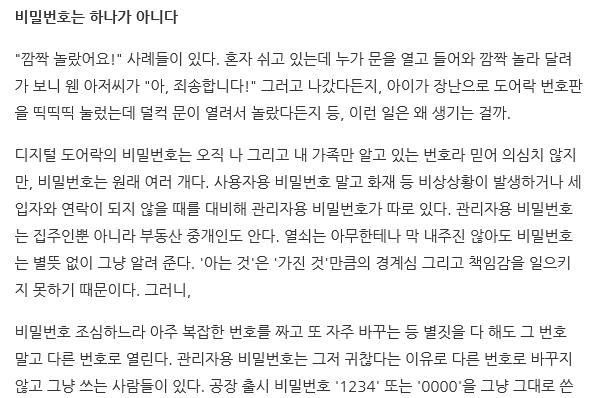 비밀번호는 하나가 아니다
"깜짝 놀랐어요!" 사례들이 있다. 혼자 쉬고 있는데 누가 문을 열고 들어와 깜짝 놀라 달려
가 보니 웬 아저씨가 "아, 죄송합니다!" 그러고 나갔다든지, 아이가 장난으로 도어락 번호판
을 띡띡띡 눌렀는데 덜컥 문이 열려서 놀랐다든지 등, 이런 일은 왜 생기는 걸까.
디지털 도어락의 비밀번호는 오직 나 그리고 내 가족만 알고 있는 번호라 믿어 의심치 않지
만, 비밀번호는 원래 여러 개다. 사용자용 비밀번호 말고 화재 등 비상상황이 발생하거나 세
입자와 연락이 되지 않을 때를 대비해 관리자용 비밀번호가 따로 있다. 관리자용 비밀번호
는 집주인뿐 아니라 부동산 중개인도 안다. 열쇠는 아무한테나 막 내주진 않아도 비밀번호
는 별뜻 없이 그냥 알려 준다. '아는 것'은 '가진 것'만큼의 경계심 그리고 책임감을 일으키
지 못하기 때문이다. 그러니,
비밀번호 조심하느라 아주 복잡한 번호를 짜고 또 자주 바꾸는 등 별짓을 다 해도 그 번호
말고 다른 번호로 열린다. 관리자용 비밀번호는 그저 귀찮다는 이유로 다른 번호로 바꾸지
않고 그냥 쓰는 사람들이 있다. 공장 출시 비밀번호 '1234' 또는 '0000'을 그냥 그대로 쓴